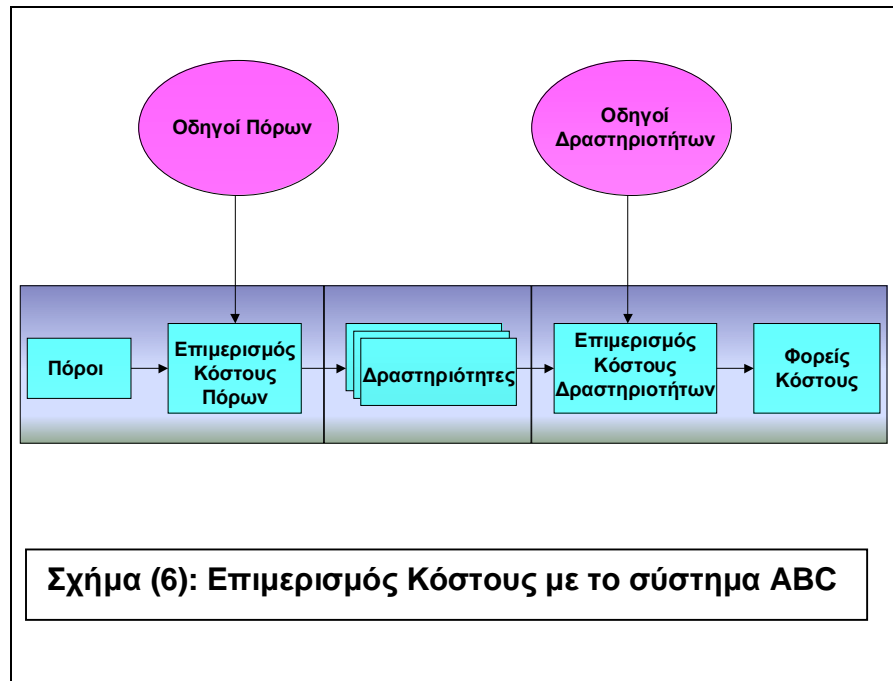 Οδηγοί Πόρων
Οδηγοί
Δραστηριοτήτων
Πόροι
Επιμερισμός
Κόστους
Πόρων
Δραστηριότητες
Επιμερισμός
Κόστους
Δραστηριοτήτων
Φορείς
Κόστους
Σχήμα (6): Επιμερισμός Κόστους με το σύστημα ABC